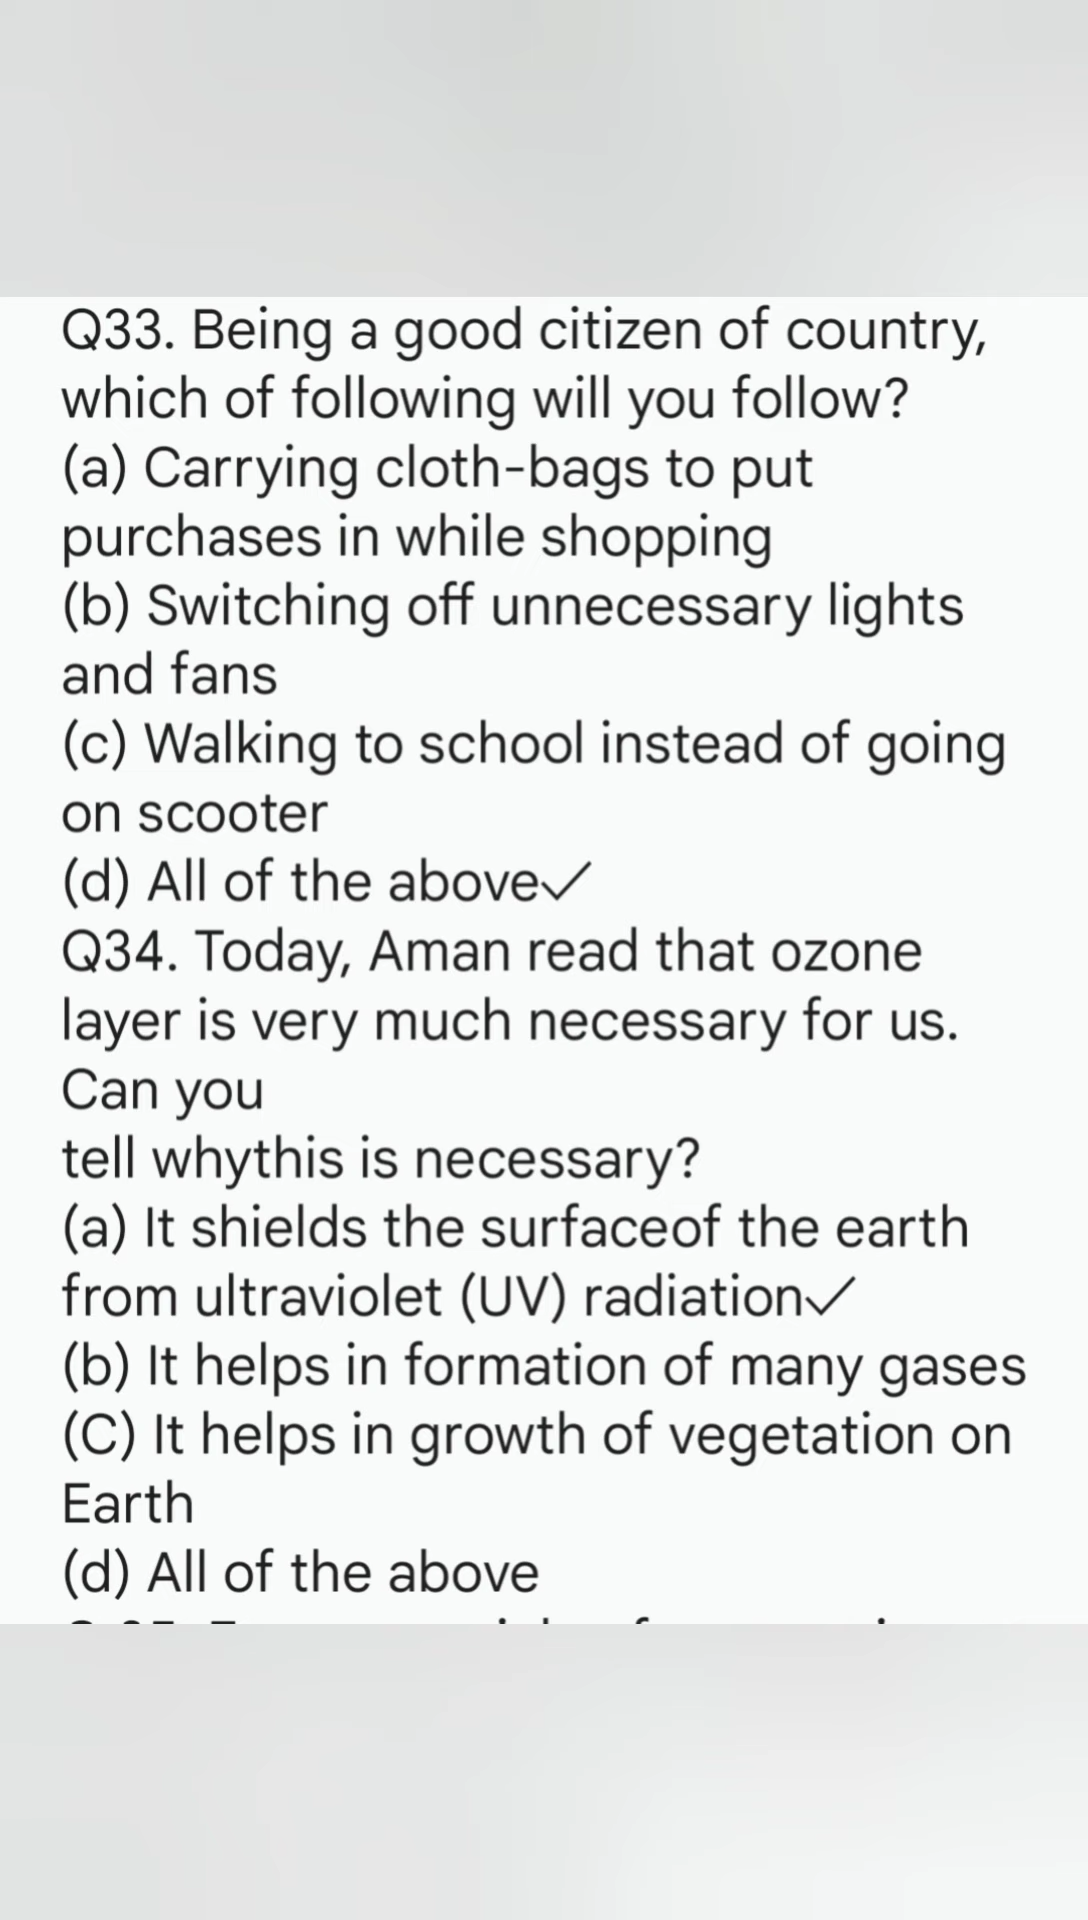 Q33. Being a good citizen of country,
which of following will you follow?
(a) Carrying cloth-bags to put
purchases in while shopping
(b) Switching off unnecessary lights
and fans
(c) Walking to school instead of going
on scooter
(d) All of the above✓
Q34. Today, Aman read that ozone
layer is very much necessary for us.
Can you
tell whythis is necessary?
(a) It shields the surfaceof the earth
from ultraviolet (UV) radiation✓
(b) It helps in formation of many gases
(C) It helps in growth of vegetation on
Earth
(d) All of the above